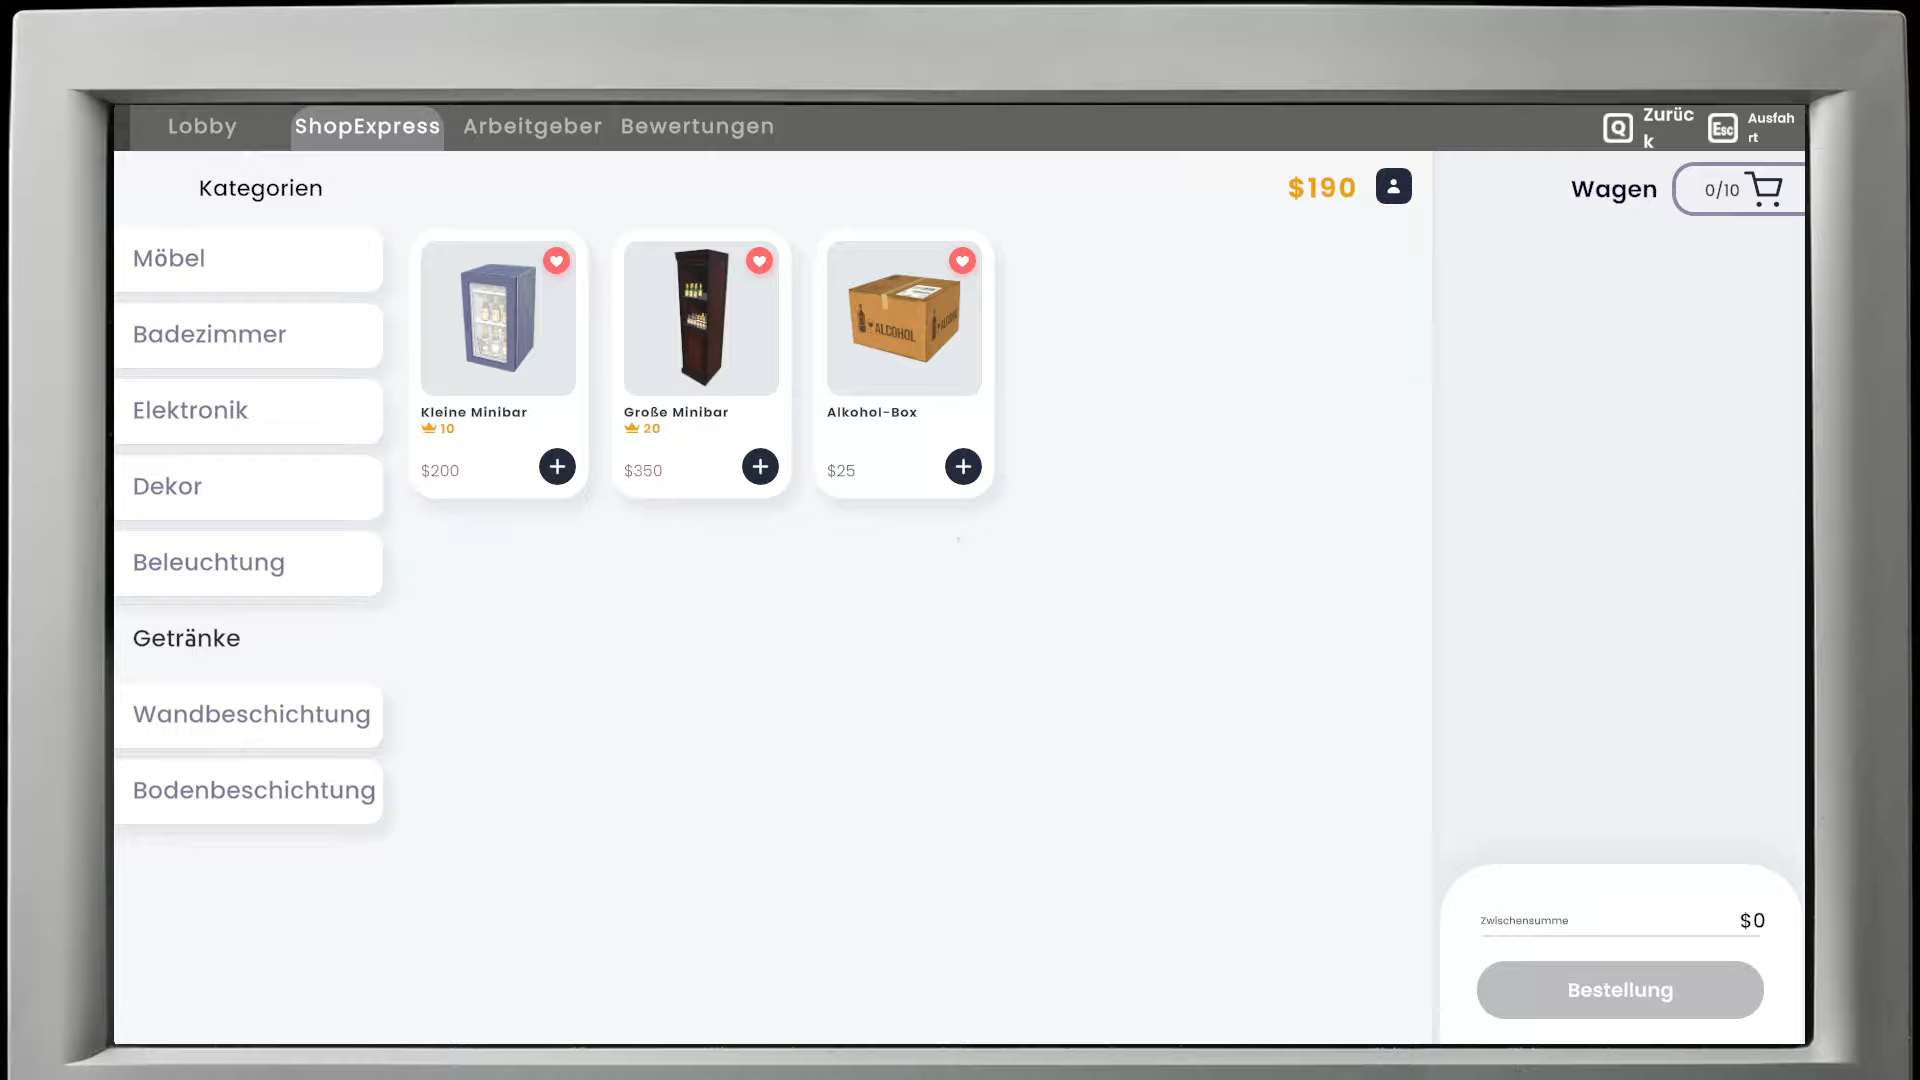 Lobby
ShopExpress
Arbeitgeber
Bewertungen
Q
Zurüc
k
Esc
Ausfah
rt
Kategorien
$190
Wagen
0/10
Möbel
Badezimmer
Elektronik
Dekor
Beleuchtung
Getränke
Wandbeschichtung
Bodenbeschichtung
Kleine Minibar
10
$200
Große Minibar
20
$350
ALCOHOL
ALCOHOL
Alkohol-Box
$25
Zwischensumme
$0
Bestellung